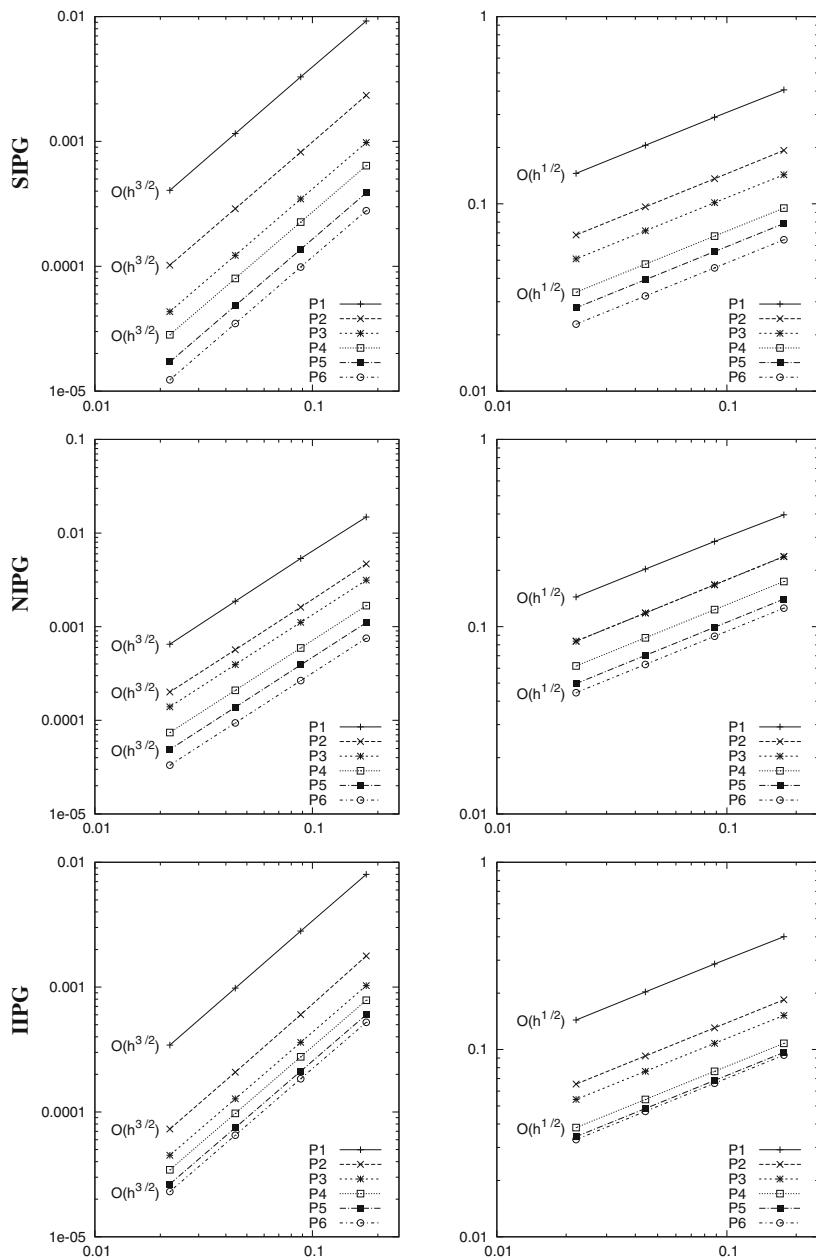 SIPG
0.01
0.001
0.0001
1e-05
0.01
0.1
O(h^3/2)
O(h^3/2)
O(h^3/2)
P1
P2
P3
P4
P5
P6
1
0.1
0.01
0.01
0.1
O(h^1/2)
O(h^1/2)
P1
P2
P3
P4
P5
P6
NIPG
0.1
0.01
0.001
0.0001
1e-05
0.01
0.1
O(h^3/2)
O(h^3/2)
O(h^3/2)
P1
P2
P3
P4
P5
P6
1
0.1
0.01
0.01
0.1
O(h^1/2)
O(h^1/2)
P1
P2
P3
P4
P5
P6
IIPG
0.01
0.001
0.0001
1e-05
0.01
0.1
O(h^3/2)
O(h^3/2)
O(h^3/2)
P1
P2
P3
P4
P5
P6
1
0.1
0.01
0.01
0.1
O(h^1/2)
O(h^1/2)
P1
P2
P3
P4
P5
P6